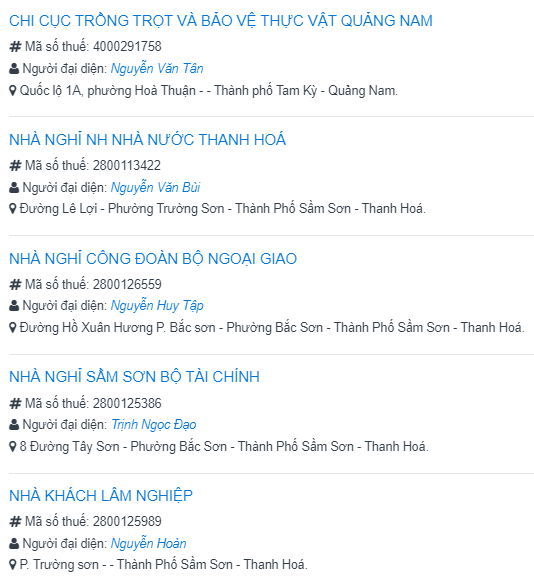 CHI CỤC TRỒNG TRỌT VÀ BẢO VỆ THỰC VẬT QUẢNG NAM
# Mã số thuế: 4000291758
Người đại diện: Nguyễn Văn Tân
Quốc lộ 1A, phường Hoà Thuận - - Thành phố Tam Kỳ - Quảng Nam.
NHÀ NGHỈ NH NHÀ NƯỚC THANH HOÁ
# Mã số thuế: 2800113422
Người đại diện: Nguyễn Văn Bùi
Đường Lê Lợi - Phường Trường Sơn - Thành Phố Sầm Sơn - Thanh Hoá.
NHÀ NGHỈ CÔNG ĐOÀN BỘ NGOẠI GIAO
# Mã số thuế: 2800126559
Người đại diện: Nguyễn Huy Tập
Đường Hồ Xuân Hương P. Bắc sơn - Phường Bắc Sơn - Thành Phố Sầm Sơn - Thanh Hoá.
NHÀ NGHỈ SẦM SƠN BỘ TÀI CHÍNH
# Mã số thuế: 2800125386
Người đại diện: Trịnh Ngọc Đạo
8 Đường Tây Sơn - Phường Bắc Sơn - Thành Phố Sầm Sơn - Thanh Hoá.
NHÀ KHÁCH LÂM NGHIỆP
# Mã số thuế: 2800125989
Người đại diện: Nguyễn Hoàn
P. Trường sơn - - Thành Phố Sầm Sơn - Thanh Hoá.